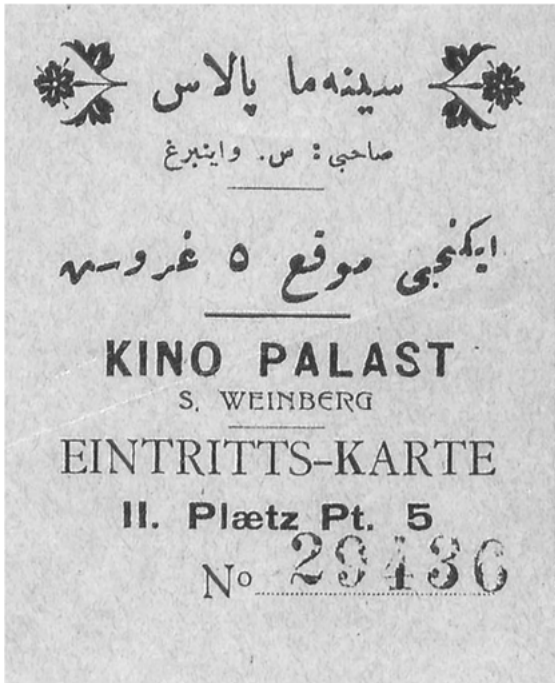 سینه‌ما پالاس
صاحبی : س. واینبرغ
ایكنجی موقع ٥ غروش
KINO PALAST
S. WEINBERG
EINTRITTS-KARTE
II. Plætz Pt. 5
No 29436